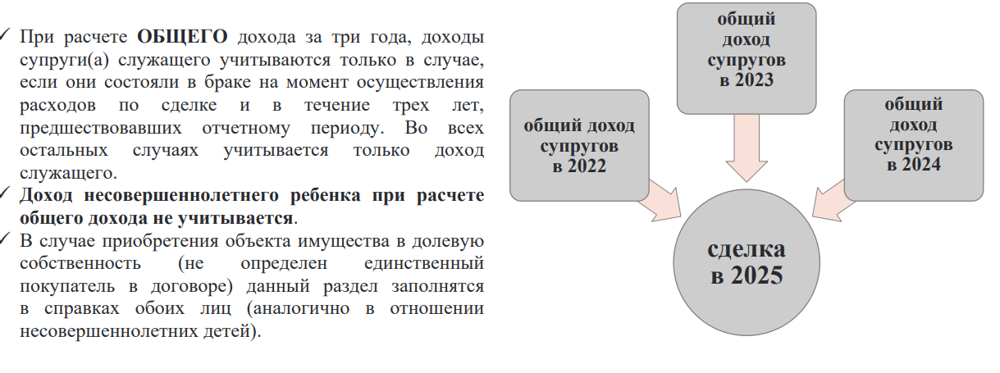 ✓ При расчете ОБЩЕГО дохода за три года, доходы
супруги(а) служащего учитываются только в случае,
если они состояли в браке на момент осуществления
расходов по сделке и в течение трех лет,
предшествовавших отчетному периоду. Во всех
остальных случаях учитывается только доход
служащего.
✓ Доход несовершеннолетнего ребенка при расчете
общего дохода не учитывается.
✓ В случае приобретения объекта имущества в долевую
собственность (не определен единственный
покупатель в договоре) данный раздел заполнятся
в справках обоих лиц (аналогично в отношении
несовершеннолетних детей).
общий доход
супругов
в 2022
общий
доход
супругов
в 2023
общий
доход
супругов
в 2024
сделка
в 2025